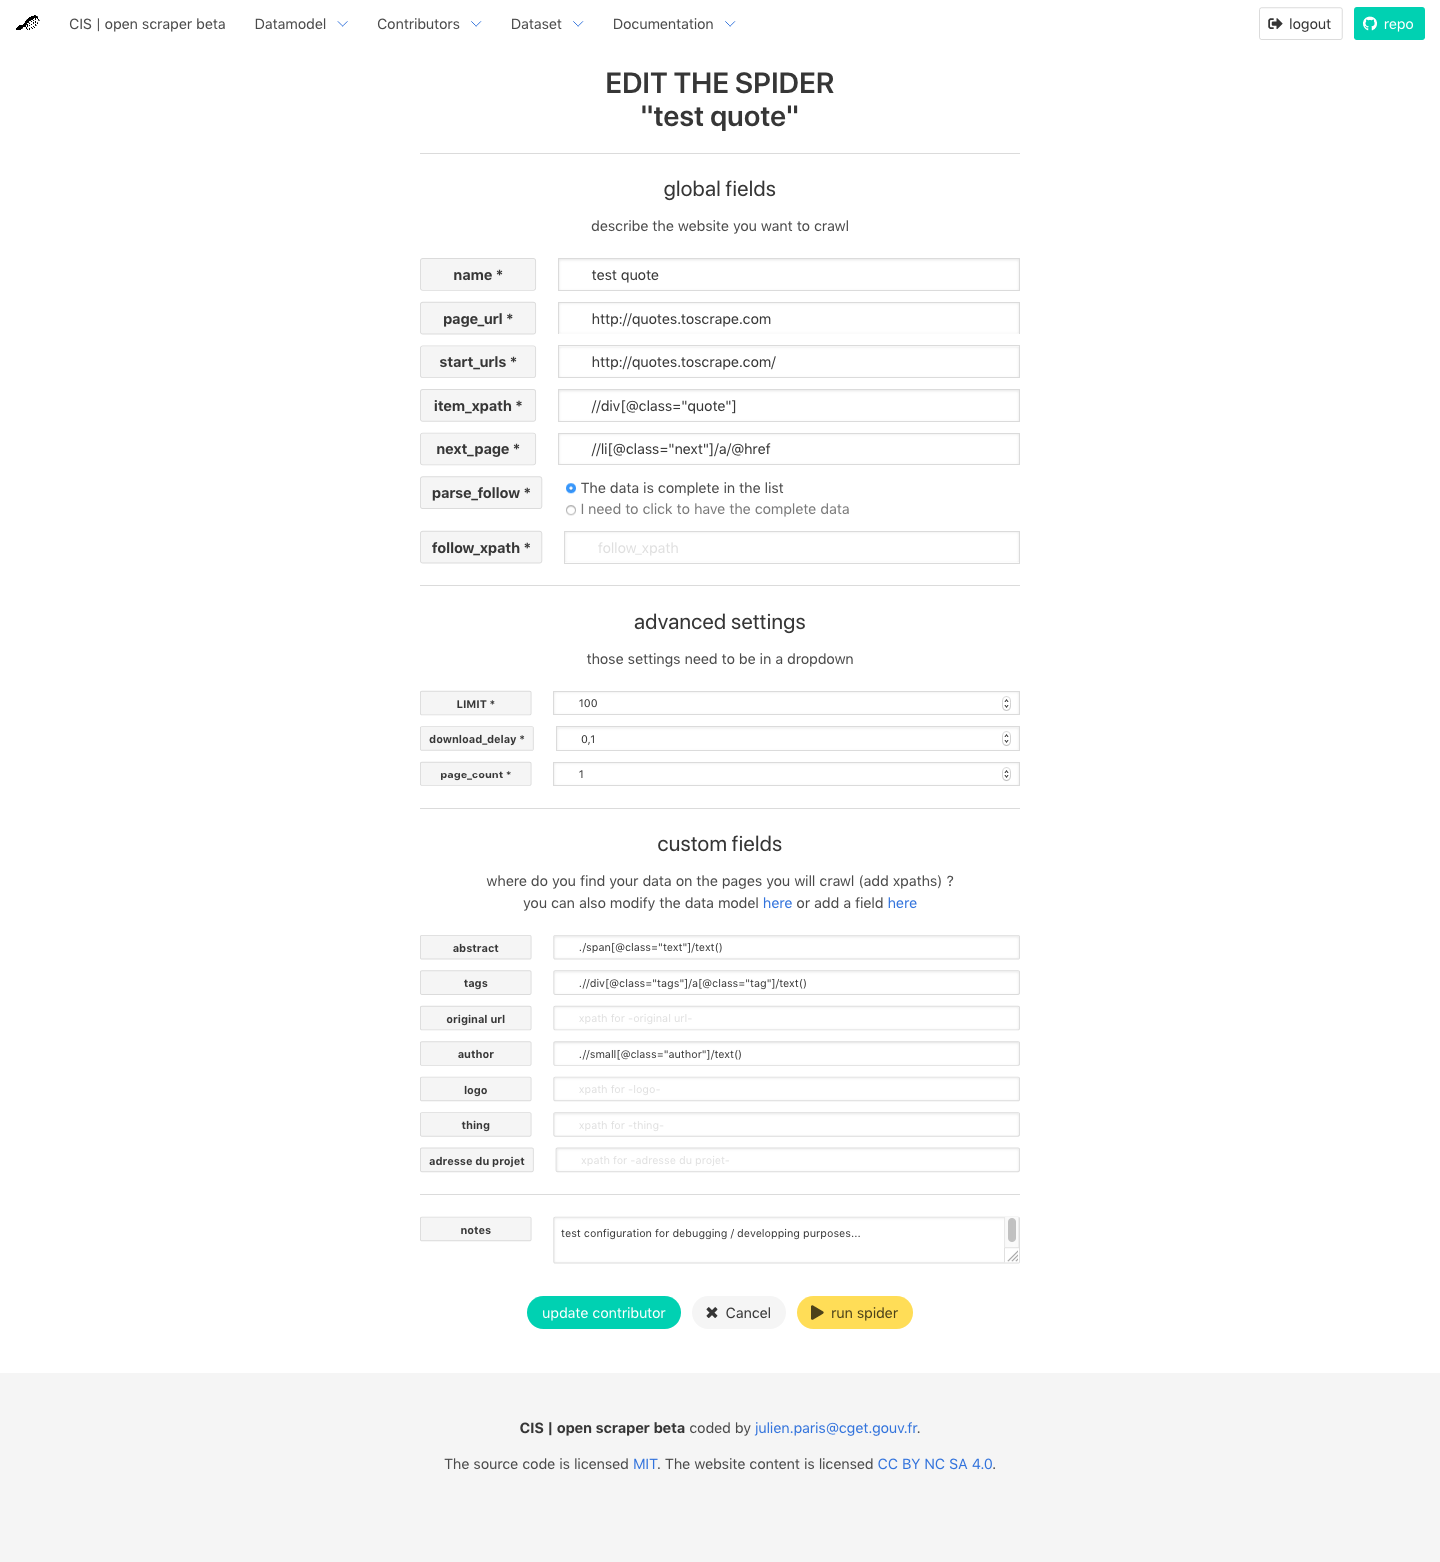 CIS | open scraper beta Datamodel Contributors Dataset Documentation logout repo
EDIT THE SPIDER
"test quote"
global fields
describe the website you want to crawl
name * test quote
page_url * http://quotes.toscrape.com
start_urls * http://quotes.toscrape.com/
item_xpath * //div[@class="quote"]
next_page * //li[@class="next"]/a/@href
parse_follow * The data is complete in the list
I need to click to have the complete data
follow_xpath * follow_xpath
advanced settings
those settings need to be in a dropdown
LIMIT * 100
download_delay * 0,1
page_count * 1
custom fields
where do you find your data on the pages you will crawl (add xpaths) ?
you can also modify the data model here or add a field here
abstract ./span[@class="text"]/text()
tags .//div[@class="tags"]/a[@class="tag"]/text()
original url xpath for -original url-
author .//small[@class="author"]/text()
logo xpath for -logo-
thing xpath for -thing-
adresse du projet xpath for -adresse du projet-
notes test configuration for debugging / developping purposes...
update contributor Cancel run spider
CIS | open scraper beta coded by julien.paris@cget.gouv.fr.
The source code is licensed MIT. The website content is licensed CC BY NC SA 4.0.